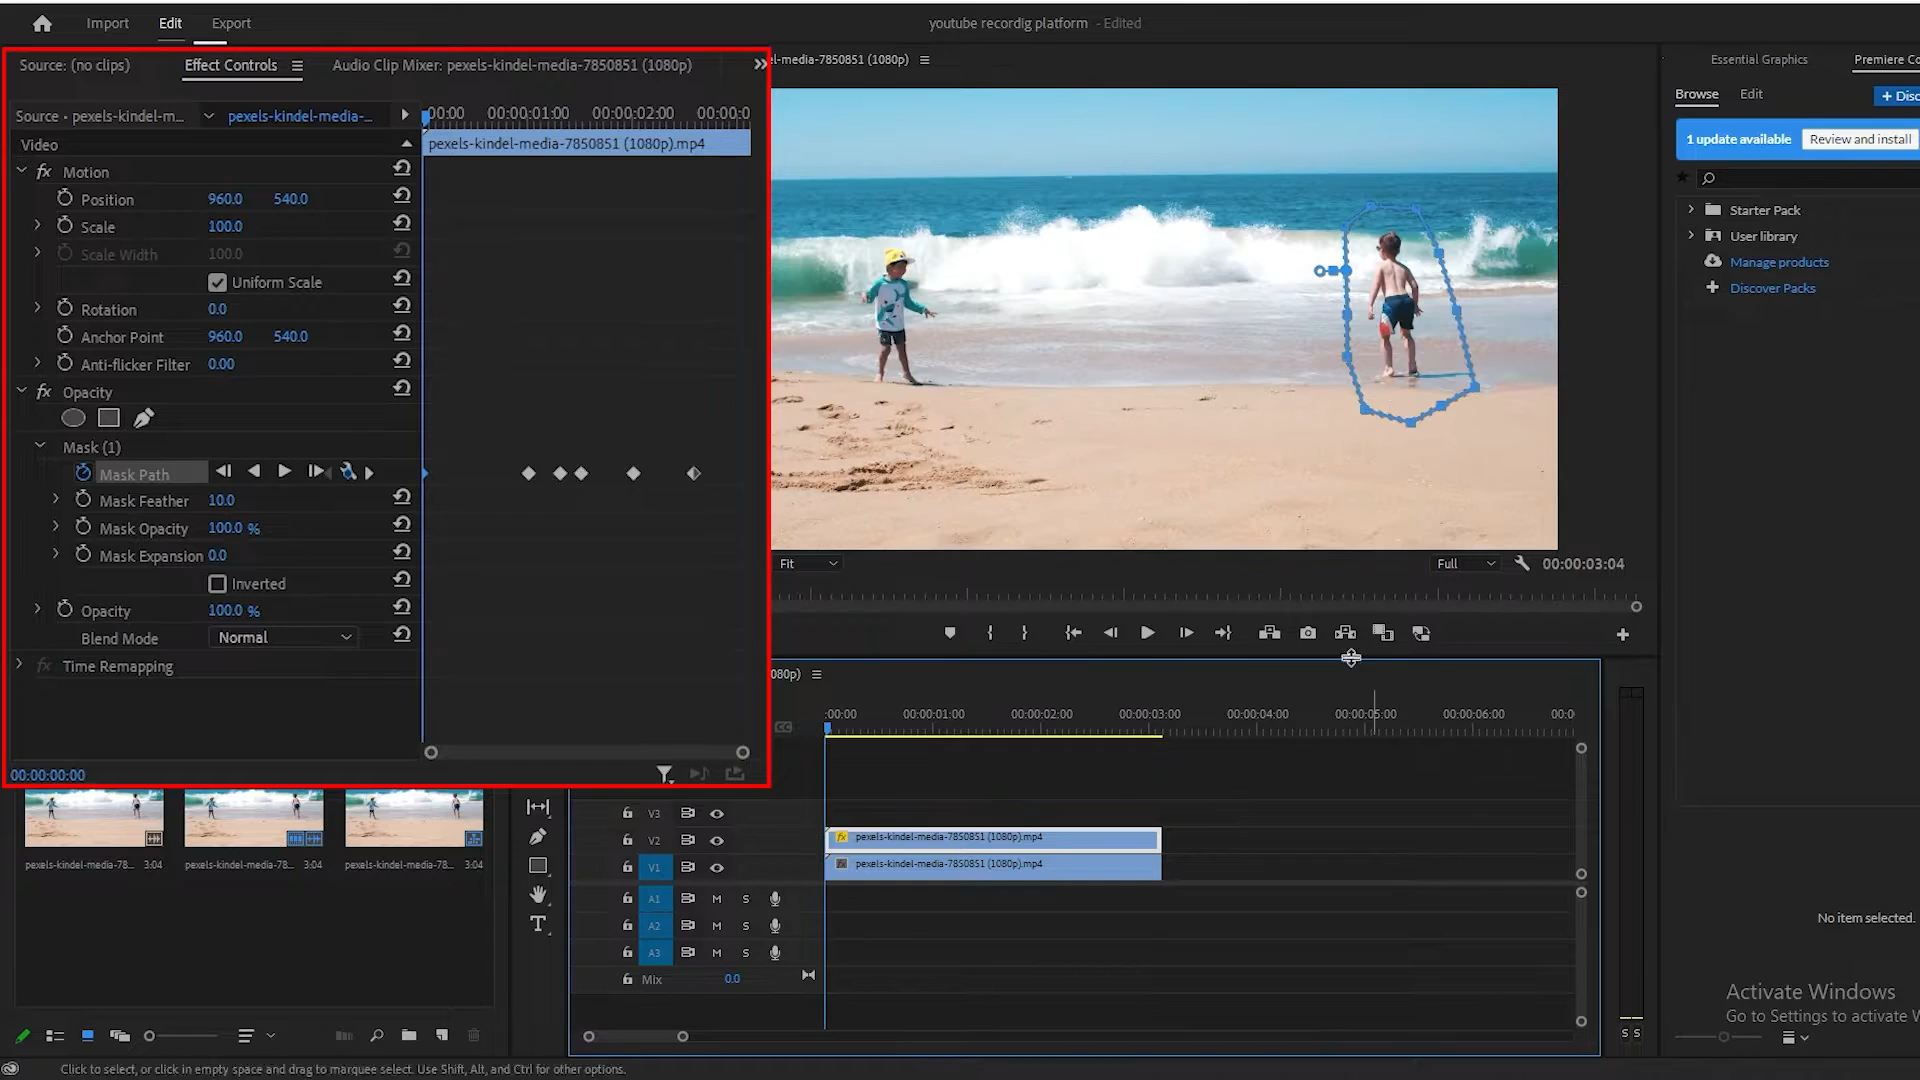 Import Edit Export
youtube recordig platform - Edited
Source: (no clips) Effect Controls Audio Clip Mixer: pexels-kindel-media-7850851 (1080p)
el-media-7850851 (1080p)
Essential Graphics Premiere Co
Browse Edit + Disc
1 update available Review and install
Starter Pack
User library
Manage products
Discover Packs
Source • pexels-kindel-m... pexels-kindel-media-...
00:00 00:00:01:00 00:00:02:00 00:00:0
Video pexels-kindel-media-7850851 (1080p).mp4
fx Motion
Position 960.0 540.0
Scale 100.0
Scale Width 100.0
Uniform Scale
Rotation 0.0
Anchor Point 960.0 540.0
Anti-flicker Filter 0.00
fx Opacity
Mask (1)
Mask Path
Mask Feather 10.0
Mask Opacity 100.0 %
Mask Expansion 0.0
Inverted
Opacity 100.0 %
Blend Mode Normal
fx Time Remapping
00:00:00:00
Fit Full 00:00:03:04
080p)
:00:00 00:00:01:00 00:00:02:00 00:00:03:00 00:00:04:00 00:00:05:00 00:00:06:00 00:0
CC
V3
V2 fx pexels-kindel-media-7850851 (1080p).mp4
V1 fx pexels-kindel-media-7850851 (1080p).mp4
A1 M S
A2 M S
A3 M S
Mix 0.0
pexels-kindel-media-78... 3:04 pexels-kindel-media-78... 3:04 pexels-kindel-media-78... 3:04
T
No item selected.
S S
Activate Windows
Go to Settings to activate W
Click to select, or click in empty space and drag to marquee select. Use Shift, Alt, and Ctrl for other options.